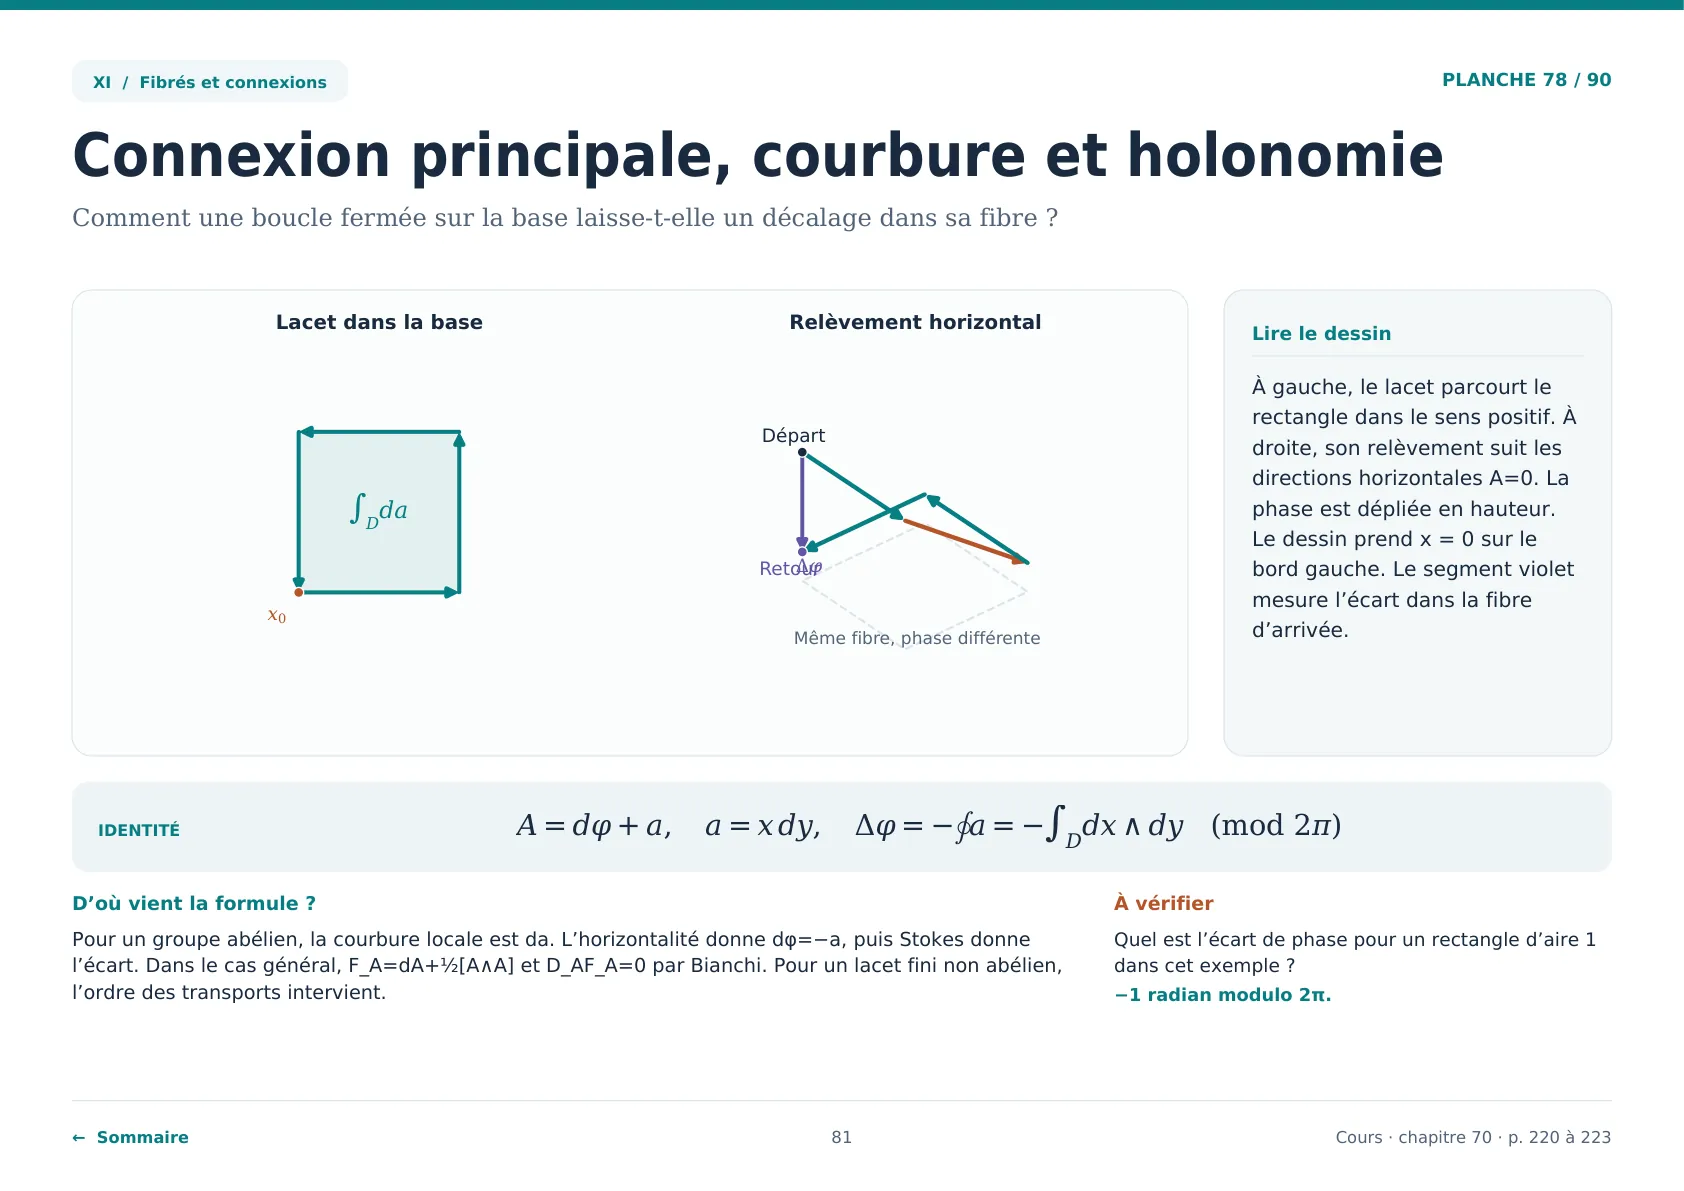 XI / Fibrés et connexions
PLANCHE 78 / 90
Connexion principale, courbure et holonomie
Comment une boucle fermée sur la base laisse-t-elle un décalage dans sa fibre ?
Lacet dans la base
∫_D da
x₀
Relèvement horizontal
Départ
Retour
Δφ
Même fibre, phase différente
Lire le dessin
À gauche, le lacet parcourt le
rectangle dans le sens positif. À
droite, son relèvement suit les
directions horizontales A=0. La
phase est dépliée en hauteur.
Le dessin prend x = 0 sur le
bord gauche. Le segment violet
mesure l’écart dans la fibre
d’arrivée.
IDENTITÉ
A = dφ + a, a = x dy, Δφ = −∮a = −∫_D dx ∧ dy (mod 2π)
D’où vient la formule ?
Pour un groupe abélien, la courbure locale est da. L’horizontalité donne dφ=−a, puis Stokes donne
l’écart. Dans le cas général, F_A=dA+½[A∧A] et D_AF_A=0 par Bianchi. Pour un lacet fini non abélien,
l’ordre des transports intervient.
À vérifier
Quel est l’écart de phase pour un rectangle d’aire 1
dans cet exemple ?
−1 radian modulo 2π.
← Sommaire
81
Cours · chapitre 70 · p. 220 à 223